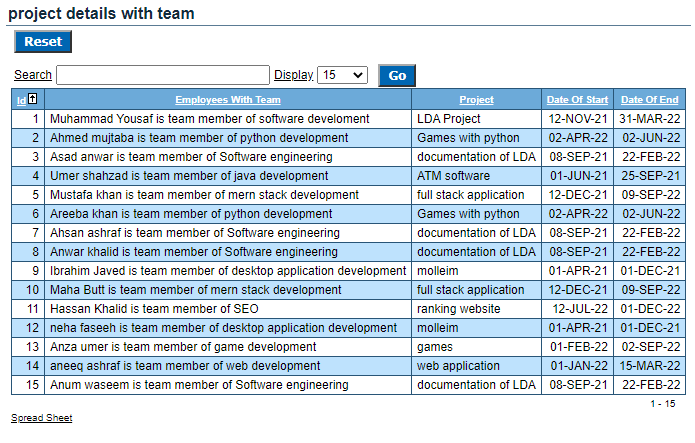 project details with team
Reset
Search Display 15 Go
Id Employees With Team Project Date Of Start Date Of End
1 Muhammad Yousaf is team member of software develoment LDA Project 12-NOV-21 31-MAR-22
2 Ahmed mujtaba is team member of python development Games with python 02-APR-22 02-JUN-22
3 Asad anwar is team member of Software engineering documentation of LDA 08-SEP-21 22-FEB-22
4 Umer shahzad is team member of java development ATM software 01-JUN-21 25-SEP-21
5 Mustafa khan is team member of mern stack development full stack application 12-DEC-21 09-SEP-22
6 Areeba khan is team member of python development Games with python 02-APR-22 02-JUN-22
7 Ahsan ashraf is team member of Software engineering documentation of LDA 08-SEP-21 22-FEB-22
8 Anwar khalid is team member of Software engineering documentation of LDA 08-SEP-21 22-FEB-22
9 Ibrahim Javed is team member of desktop application development molleim 01-APR-21 01-DEC-21
10 Maha Butt is team member of mern stack development full stack application 12-DEC-21 09-SEP-22
11 Hassan Khalid is team member of SEO ranking website 12-JUL-22 01-DEC-22
12 neha faseeh is team member of desktop application development molleim 01-APR-21 01-DEC-21
13 Anza umer is team member of game development games 01-FEB-22 02-SEP-22
14 aneeq ashraf is team member of web development web application 01-JAN-22 15-MAR-22
15 Anum waseem is team member of Software engineering documentation of LDA 08-SEP-21 22-FEB-22
1 - 15
Spread Sheet